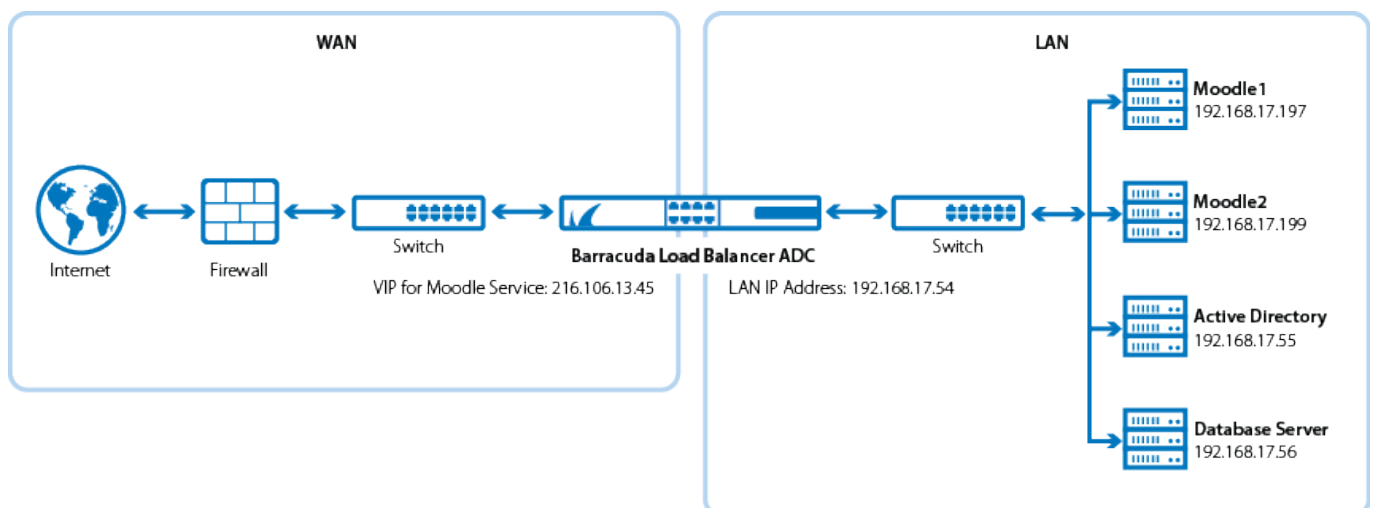 WAN
LAN
Moodle1
192.168.17.197
Moodle2
192.168.17.199
Internet
Firewall
Switch
Barracuda Load Balancer ADC
Switch
VIP for Moodle Service: 216.106.13.45
LAN IP Address: 192.168.17.54
Active Directory
192.168.17.55
Database Server
192.168.17.56